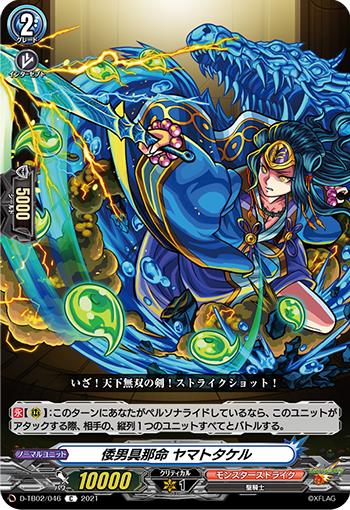 2
グレード
インターセプト
シールド
5000
いざ！天下無双の剣！ストライクショット！
【永】【(R)】：このターンにあなたがペルソナライドしているなら、このユニットが
アタックする際、相手の、縦列１つのユニットすべてとバトルする。
ノーマルユニット
倭男具那命 ヤマトタケル
D-TB02/046 C 2021
©XFLAG
パワー 10000
クリティカル 1
モンスターストライク
聖騎士